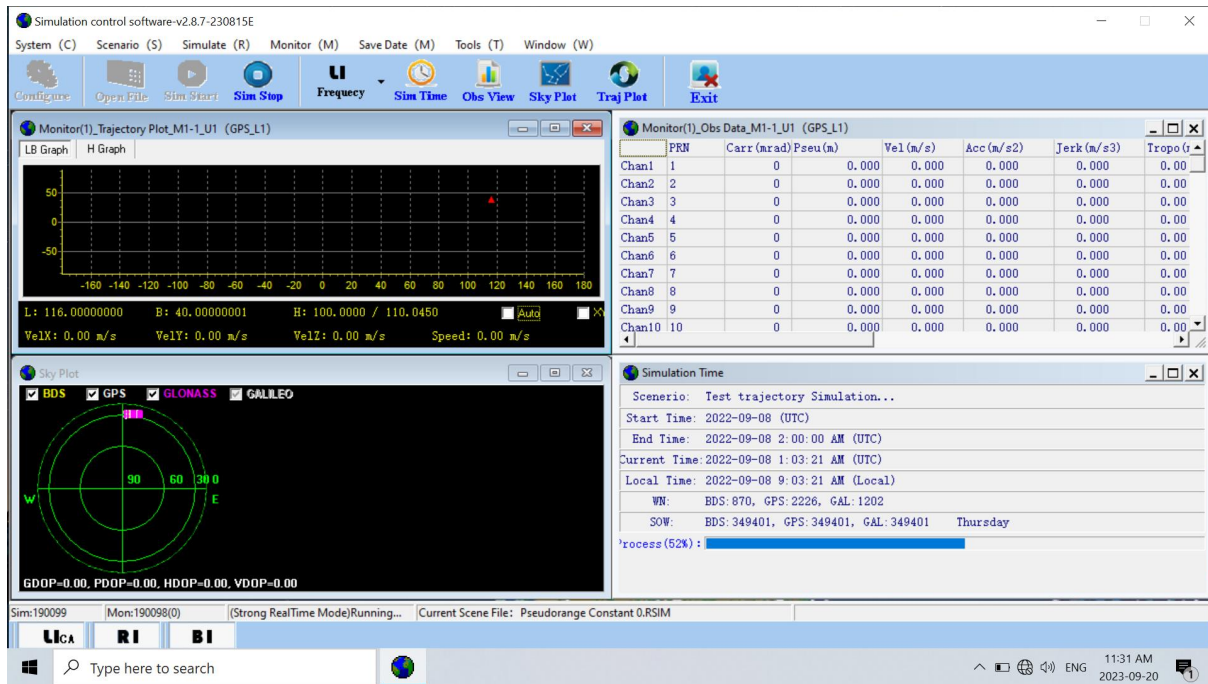 Simulation control software-v2.8.7-230815E
System (C) Scenario (S) Simulate (R) Monitor (M) Save Date (M) Tools (T) Window (W)
Configure Open File Sim Start Sim Stop LI Frequecy Sim Time Obs View Sky Plot Traj Plot Exit
Monitor(1)_Trajectory Plot_M1-1_U1 (GPS_L1)
LB Graph H Graph
50
0
-50
-160 -140 -120 -100 -80 -60 -40 -20 0 20 40 60 80 100 120 140 160 180
L: 116.00000000 B: 40.00000001 H: 100.0000 / 110.0450 Auto
VelX: 0.00 m/s VelY: 0.00 m/s VelZ: 0.00 m/s Speed: 0.00 m/s
Monitor(1)_Obs Data_M1-1_U1 (GPS_L1)
PRN Carr(mrad) Pseu(m) Vel(m/s) Acc(m/s2) Jerk(m/s3) Tropo(
Chan1 1 0 0.000 0.000 0.000 0.000 0.00
Chan2 2 0 0.000 0.000 0.000 0.000 0.00
Chan3 3 0 0.000 0.000 0.000 0.000 0.00
Chan4 4 0 0.000 0.000 0.000 0.000 0.00
Chan5 5 0 0.000 0.000 0.000 0.000 0.00
Chan6 6 0 0.000 0.000 0.000 0.000 0.00
Chan7 7 0 0.000 0.000 0.000 0.000 0.00
Chan8 8 0 0.000 0.000 0.000 0.000 0.00
Chan9 9 0 0.000 0.000 0.000 0.000 0.00
Chan10 10 0 0.000 0.000 0.000 0.000 0.00
Sky Plot
BDS GPS GLONASS GALILEO
90 60 30 0
W E
GDOP=0.00, PDOP=0.00, HDOP=0.00, VDOP=0.00
Simulation Time
Scenerio: Test trajectory Simulation...
Start Time: 2022-09-08 (UTC)
End Time: 2022-09-08 2:00:00 AM (UTC)
Current Time: 2022-09-08 1:03:21 AM (UTC)
Local Time: 2022-09-08 9:03:21 AM (Local)
WN: BDS:870, GPS:2226, GAL:1202
SOW: BDS:349401, GPS:349401, GAL:349401 Thursday
Process(52%):
Sim:190099 Mon:190098(0) (Strong RealTime Mode)Running... Current Scene File: Pseudorange Constant 0.RSIM
LICA RI BI
Type here to search
ENG
11:31 AM
2023-09-20
1